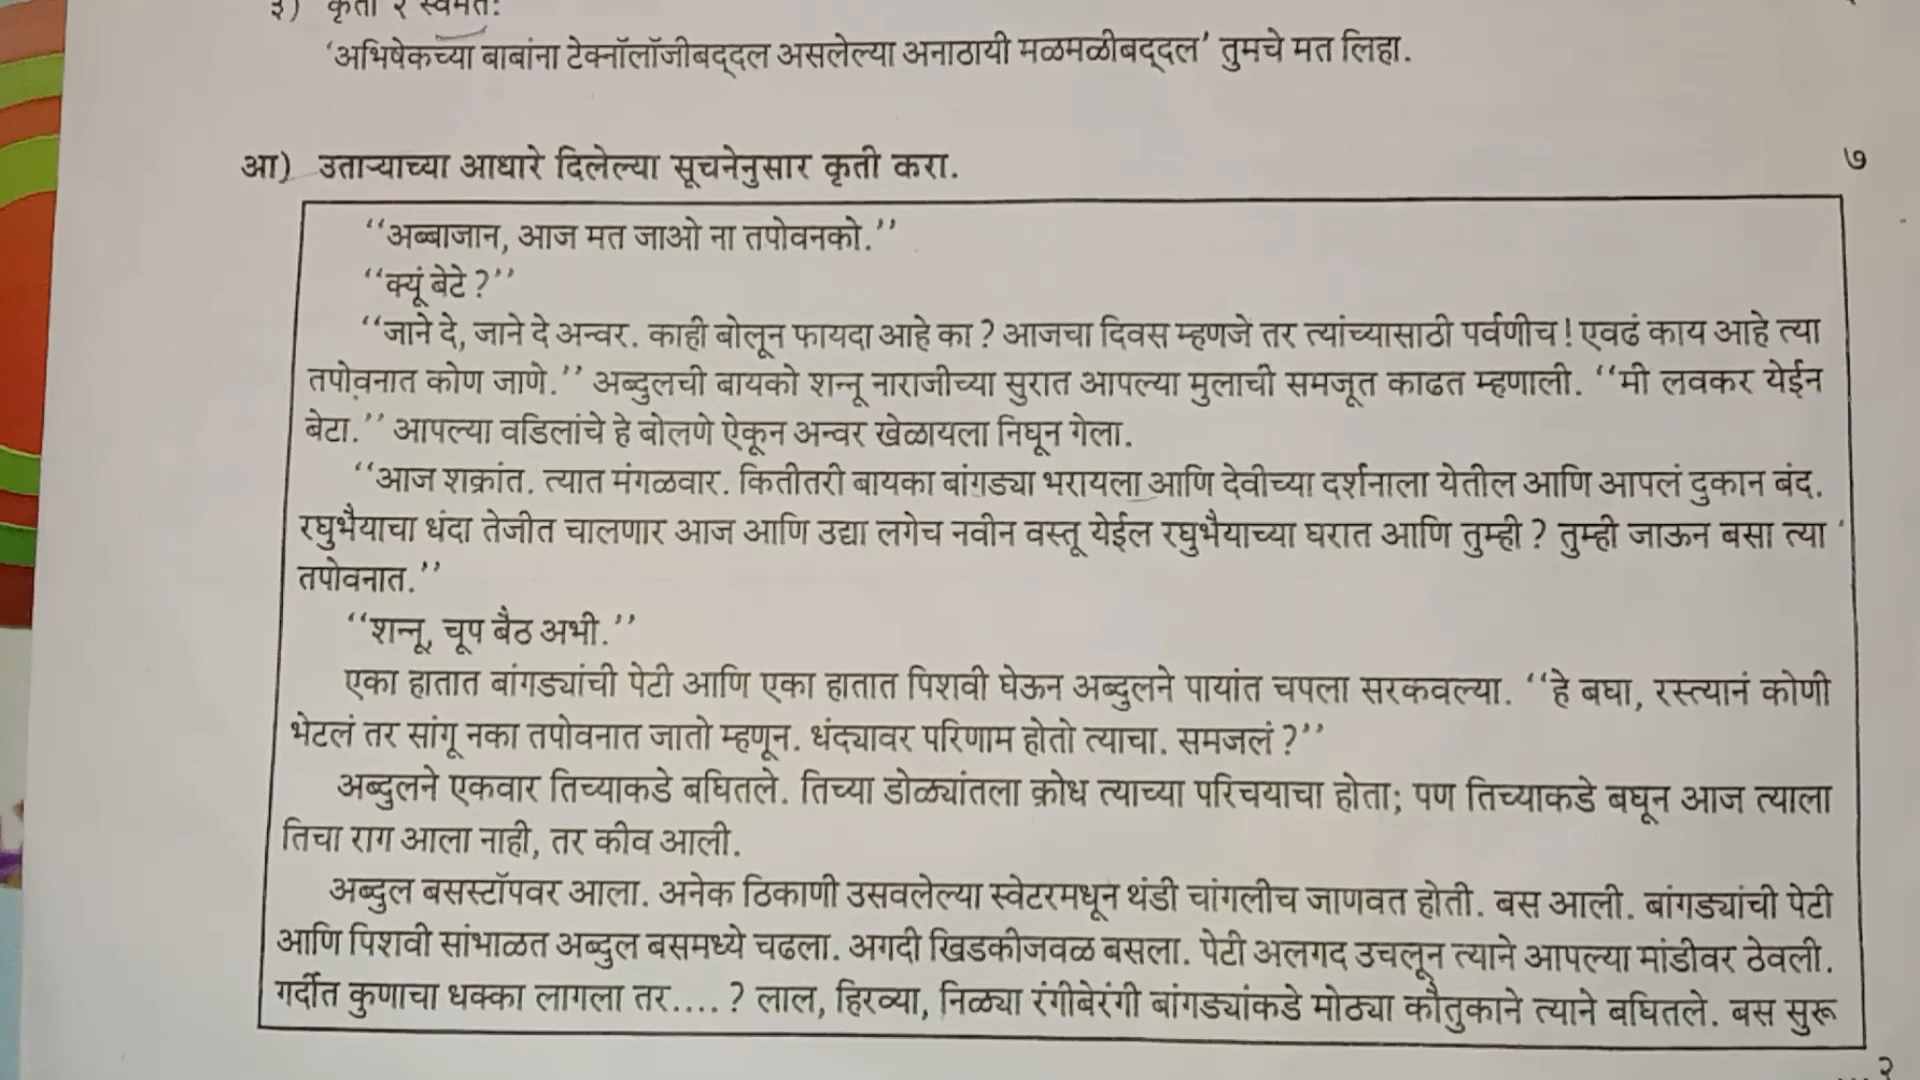 ३) कृती २ स्वमत:
‘अभिषेकच्या बाबांना टेक्नॉलॉजीबद्‌दल असलेल्या अनाठायी मळमळीबद्‌दल’ तुमचे मत लिहा.
आ) उताऱ्याच्या आधारे दिलेल्या सूचनेनुसार कृती करा. ७
‘‘अब्बाजान, आज मत जाओ ना तपोवनको.’’
‘‘क्यूं बेटे ?’’
‘‘जाने दे, जाने दे अन्वर. काही बोलून फायदा आहे का ? आजचा दिवस म्हणजे तर त्यांच्यासाठी पर्वणीच ! एवढं काय आहे त्या
तपोवनात कोण जाणे.’’ अब्दुलची बायको शन्नू नाराजीच्या सुरात आपल्या मुलाची समजूत काढत म्हणाली. ‘‘मी लवकर येईन
बेटा.’’ आपल्या वडिलांचे हे बोलणे ऐकून अन्वर खेळायला निघून गेला.
‘‘आज शक्रांत. त्यात मंगळवार. कितीतरी बायका बांगड्या भरायला आणि देवीच्या दर्शनाला येतील आणि आपलं दुकान बंद.
रघुभैयाचा धंदा तेजीत चालणार आज आणि उद्या लगेच नवीन वस्तू येईल रघुभैयाच्या घरात आणि तुम्ही ? तुम्ही जाऊन बसा त्या
तपोवनात.’’
‘‘शन्नू, चूप बैठ अभी.’’
एका हातात बांगड्यांची पेटी आणि एका हातात पिशवी घेऊन अब्दुलने पायांत चपला सरकवल्या. ‘‘हे बघा, रस्त्यानं कोणी
भेटलं तर सांगू नका तपोवनात जातो म्हणून. धंद्यावर परिणाम होतो त्याचा. समजलं ?’’
अब्दुलने एकवार तिच्याकडे बघितले. तिच्या डोळ्यांतला क्रोध त्याच्या परिचयाचा होता; पण तिच्याकडे बघून आज त्याला
तिचा राग आला नाही, तर कीव आली.
अब्दुल बसस्टॉपवर आला. अनेक ठिकाणी उसवलेल्या स्वेटरमधून थंडी चांगलीच जाणवत होती. बस आली. बांगड्यांची पेटी
आणि पिशवी सांभाळत अब्दुल बसमध्ये चढला. अगदी खिडकीजवळ बसला. पेटी अलगद उचलून त्याने आपल्या मांडीवर ठेवली.
गर्दीत कुणाचा धक्का लागला तर.... ? लाल, हिरव्या, निळ्या रंगीबेरंगी बांगड्यांकडे मोठ्या कौतुकाने त्याने बघितले. बस सुरू
२